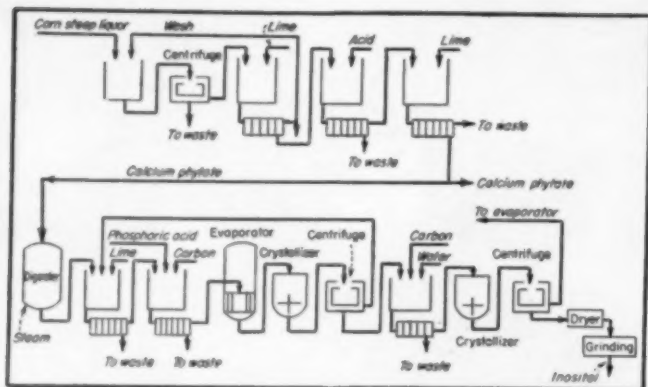 Corn steep liquor
Wash
Lime
Acid
Lime
Centrifuge
To waste
To waste
To waste
Calcium phytate
Calcium phytate
To evaporator
Phosphoric acid
Evaporator
Centrifuge
Carbon
Centrifuge
Digester
Lime
Carbon
Crystallizer
Water
Dryer
Steam
Crystallizer
Grinding
To waste
To waste
To waste
Inositol